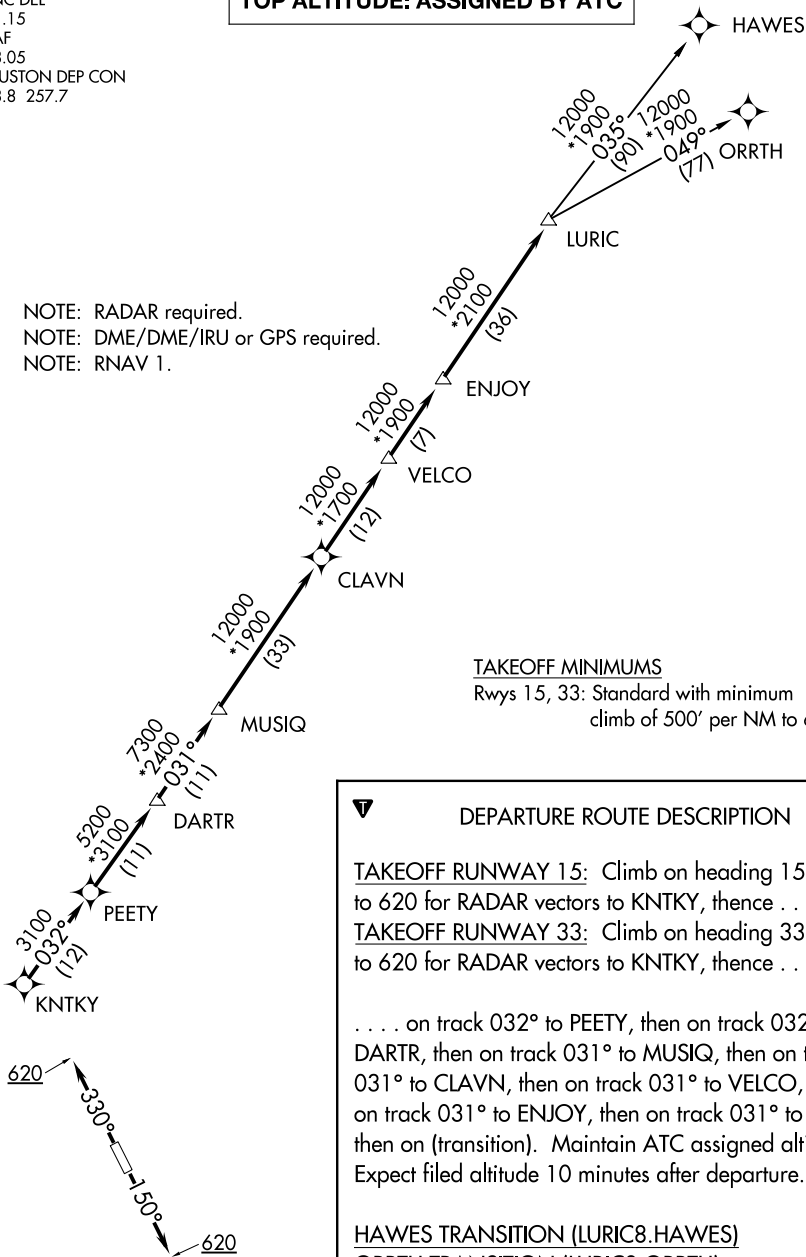 TOP ALTITUDE: ASSIGNED BY ATC
.15
AF
.05
USTON DEP CON
.8 257.7
HAWES
12000
*1900
035°
(90)
12000
*1900
049°
(77)
ORRTH
LURIC
NOTE: RADAR required.
NOTE: DME/DME/IRU or GPS required.
NOTE: RNAV 1.
12000
*2100
(36)
ENJOY
12000
*1900
(7)
VELCO
12000
*1700
(12)
CLAVN
12000
*1900
(33)
TAKEOFF MINIMUMS
Rwys 15, 33: Standard with minimum
climb of 500' per NM to
MUSIQ
7300
*2400
031°
(11)
DARTR
5200
*3100
(11)
PEETY
3100
032°
(12)
KNTKY
620
330°
150°
620
T
DEPARTURE ROUTE DESCRIPTION
TAKEOFF RUNWAY 15: Climb on heading 15
to 620 for RADAR vectors to KNTKY, thence . .
TAKEOFF RUNWAY 33: Climb on heading 33
to 620 for RADAR vectors to KNTKY, thence . .
. . . . on track 032° to PEETY, then on track 032
DARTR, then on track 031° to MUSIQ, then on t
031° to CLAVN, then on track 031° to VELCO,
on track 031° to ENJOY, then on track 031° to
then on (transition). Maintain ATC assigned alt
Expect filed altitude 10 minutes after departure.
HAWES TRANSITION (LURIC8.HAWES)